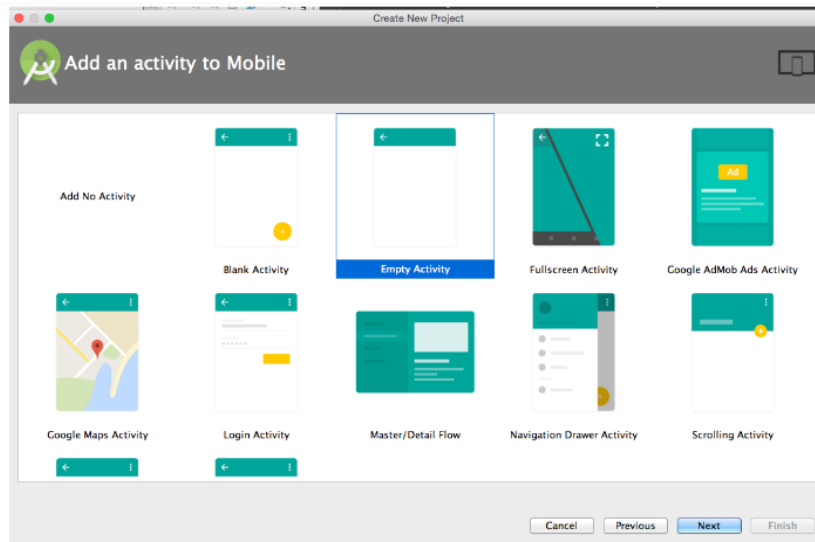 Create New Project
Add an activity to Mobile
Ad
Add No Activity
Blank Activity
Empty Activity
Fullscreen Activity
Google AdMob Ads Activity
Google Maps Activity
Login Activity
Master/Detail Flow
Navigation Drawer Activity
Scrolling Activity
Cancel
Previous
Next
Finish